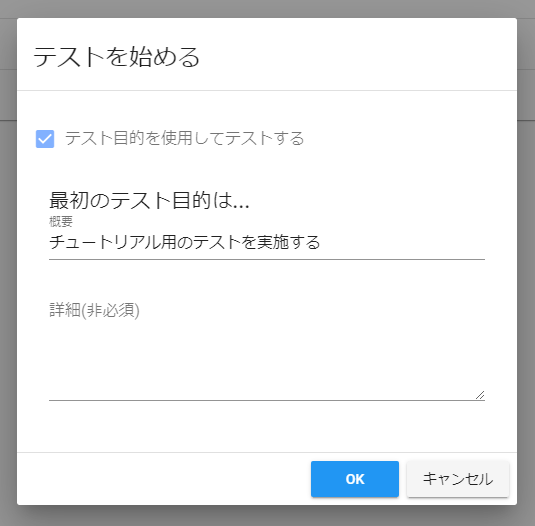 テストを始める
テスト目的を使用してテストする
最初のテスト目的は...
概要
チュートリアル用のテストを実施する
詳細(非必須)
OK
キャンセル